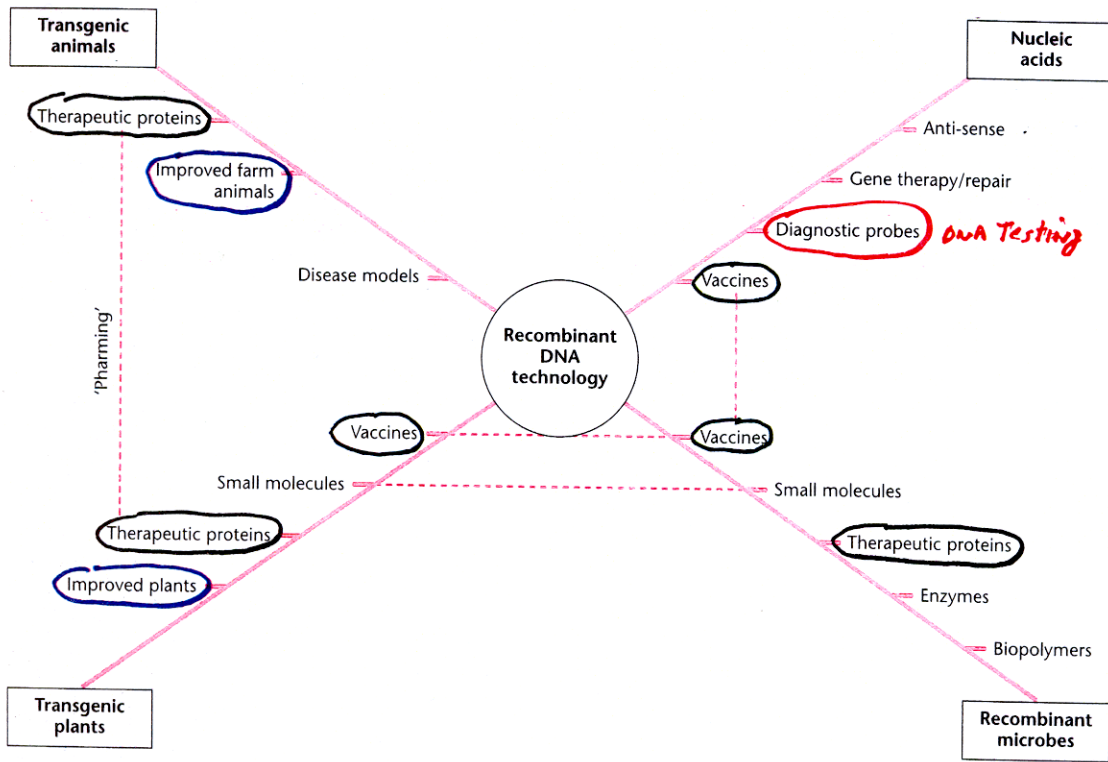 Transgenic
animals
Nucleic
acids
Therapeutic proteins
Anti-sense
Improved farm
animals
Gene therapy/repair
Diagnostic probes
DNA Testing
Disease models
Vaccines
'Pharming'
Recombinant
DNA
technology
Vaccines
Vaccines
Small molecules
Small molecules
Therapeutic proteins
Therapeutic proteins
Improved plants
Enzymes
Biopolymers
Transgenic
plants
Recombinant
microbes